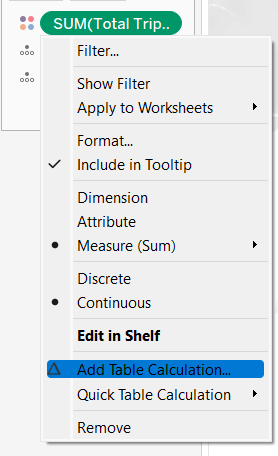 SUM(Total Trip..
Filter...
Show Filter
Apply to Worksheets
Format...
Include in Tooltip
Dimension
Attribute
Measure (Sum)
Discrete
Continuous
Edit in Shelf
Add Table Calculation...
Quick Table Calculation
Remove